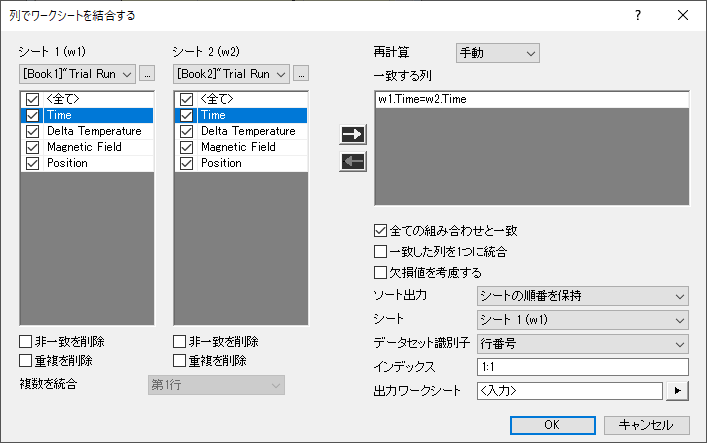 列でワークシートを結合する
?
シート 1 (w1)
[Book1]"Trial Run
...
<全て>
Time
Delta Temperature
Magnetic Field
Position
非一致を削除
重複を削除
シート 2 (w2)
[Book2]"Trial Run
...
<全て>
Time
Delta Temperature
Magnetic Field
Position
非一致を削除
重複を削除
複数を統合
第1行
再計算
手動
一致する列
w1.Time=w2.Time
全ての組み合わせと一致
一致した列を1つに統合
欠損値を考慮する
ソート出力
シートの順番を保持
シート
シート 1 (w1)
データセット識別子
行番号
インデックス
1:1
出力ワークシート
<入力>
OK
キャンセル